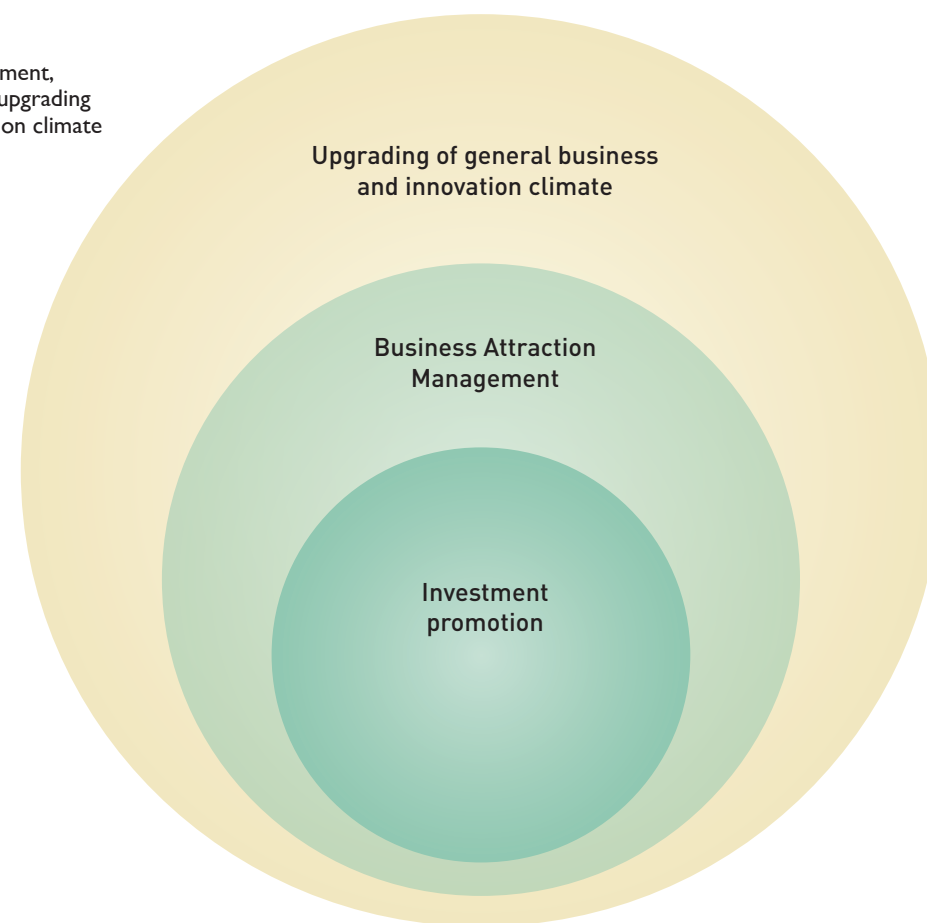 ment,
upgrading
on climate
Upgrading of general business
and innovation climate
Business Attraction
Management
Investment
promotion